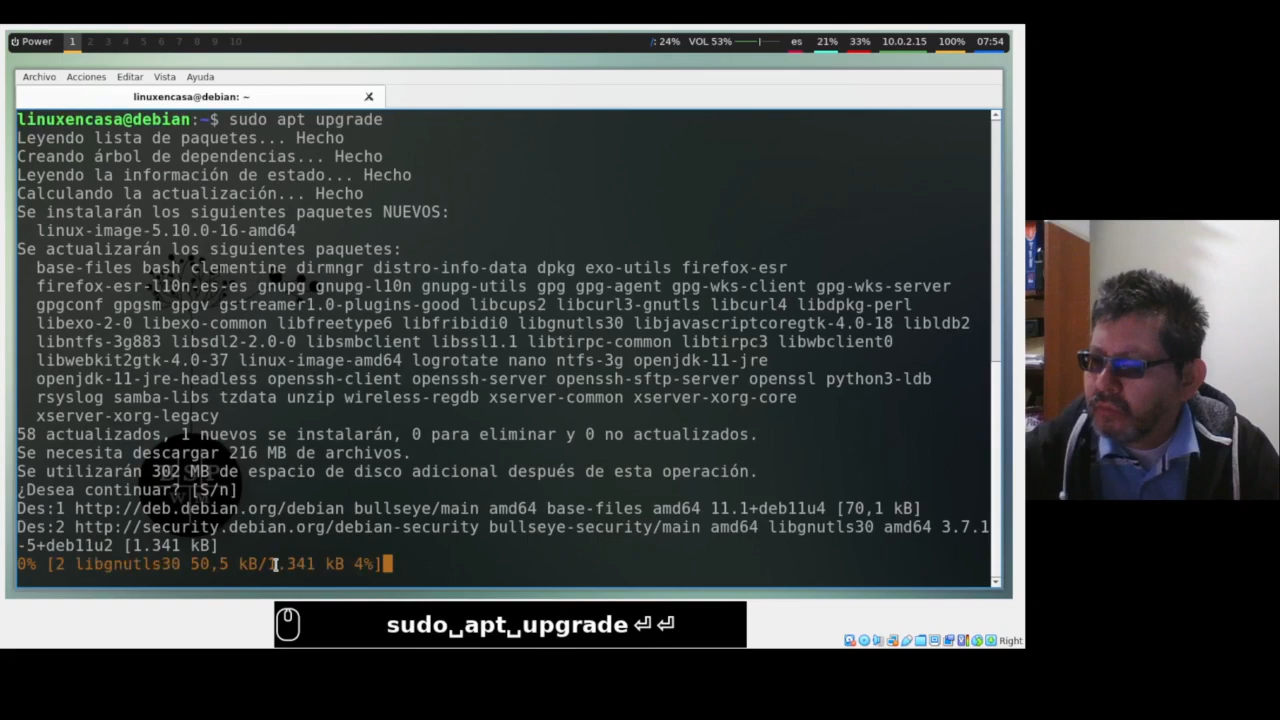 Power 1 2 3 4 5 6 7 8 9 10 24% VOL 53% es 21% 33% 10.0.2.15 100% 07:54
Archivo Acciones Editar Vista Ayuda
linuxencasa@debian: ~
linuxencasa@debian:~$ sudo apt upgrade
Leyendo lista de paquetes... Hecho
Creando árbol de dependencias... Hecho
Leyendo la información de estado... Hecho
Calculando la actualización... Hecho
Se instalarán los siguientes paquetes NUEVOS:
linux-image-5.10.0-16-amd64
Se actualizarán los siguientes paquetes:
base-files bash clementine dirmngr distro-info-data dpkg exo-utils firefox-esr
firefox-esr-l10n-es-es gnupg gnupg-l10n gnupg-utils gpg gpg-agent gpg-wks-client gpg-wks-server
gpgconf gpgsm gpgv gstreamer1.0-plugins-good libcups2 libcurl3-gnutls libcurl4 libdpkg-perl
libexo-2-0 libexo-common libfreetype6 libfribidi0 libgnutls30 libjavascriptcoregtk-4.0-18 libldb2
libntfs-3g883 libsdl2-2.0-0 libsmbclient libssl1.1 libtirpc-common libtirpc3 libwbclient0
libwebkit2gtk-4.0-37 linux-image-amd64 logrotate nano ntfs-3g openjdk-11-jre
openjdk-11-jre-headless openssh-client openssh-server openssh-sftp-server openssl python3-ldb
rsyslog samba-libs tzdata unzip wireless-regdb xserver-common xserver-xorg-core
xserver-xorg-legacy
58 actualizados, 1 nuevos se instalarán, 0 para eliminar y 0 no actualizados.
Se necesita descargar 216 MB de archivos.
Se utilizarán 302 MB de espacio de disco adicional después de esta operación.
¿Desea continuar? [S/n]
Des:1 http://deb.debian.org/debian bullseye/main amd64 base-files amd64 11.1+deb11u4 [70,1 kB]
Des:2 http://security.debian.org/debian-security bullseye-security/main amd64 libgnutls30 amd64 3.7.1
-5+deb11u2 [1.341 kB]
0% [2 libgnutls30 50,5 kB/1.341 kB 4%]
sudo␣apt␣upgrade⏎⏎
Right